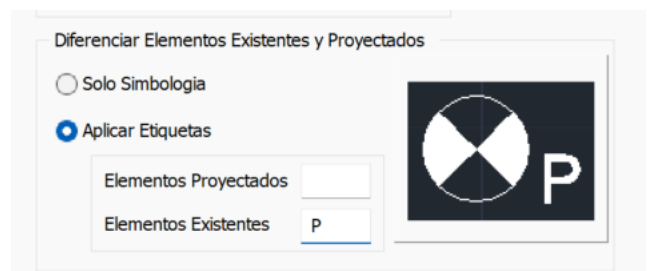 Diferenciar Elementos Existentes y Proyectados
Solo Simbologia
Aplicar Etiquetas
Elementos Proyectados
Elementos Existentes P
P